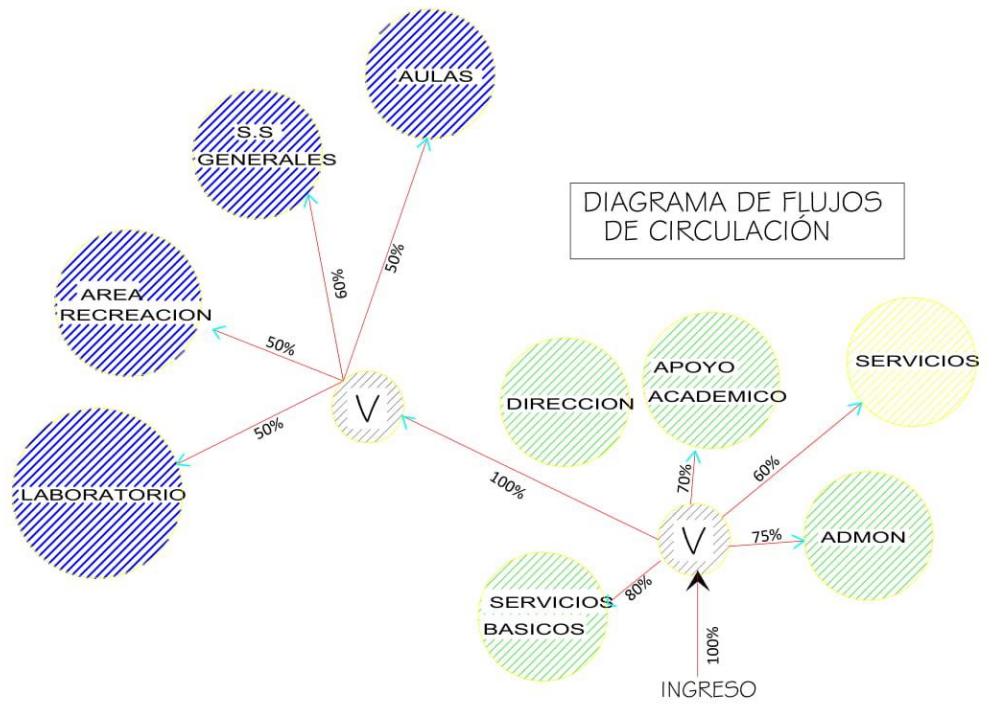 AULAS
S.S
GENERALES
DIAGRAMA DE FLUJOS
DE CIRCULACIÓN
50%
60%
AREA
RECREACION
50%
50%
LABORATORIO
V
DIRECCION
APOYO
ACADEMICO
SERVICIOS
100%
70%
60%
V
75%
ADMON
80%
SERVICIOS
BASICOS
100%
INGRESO